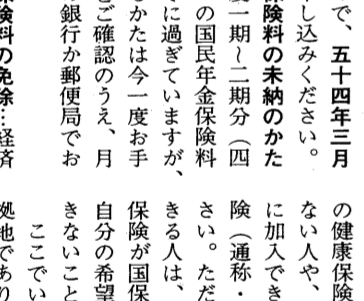 で、五十四年三月
し込みください。
保険料の未納のかた
一期〜二期分（四
の国民年金保険料
に過ぎていますが、
かたは今一度お手
ご確認のうえ、月
の銀行か郵便局でお
険料の免除…経済
の健康保険
ない人や、
に加入でき
険（通称・
さい。ただ
きる人は、
保険が国保
自分の希望
きないこと
ここでい
拠地であり